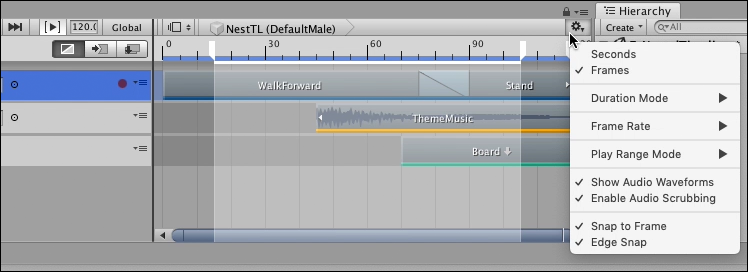 Hierarchy
120.( Global NestTL (DefaultMale) Create All
0 30 60 90
Seconds
Frames
WalkForward Stand
Duration Mode
ThemeMusic
Frame Rate
Board
Play Range Mode
Show Audio Waveforms
Enable Audio Scrubbing
Snap to Frame
Edge Snap